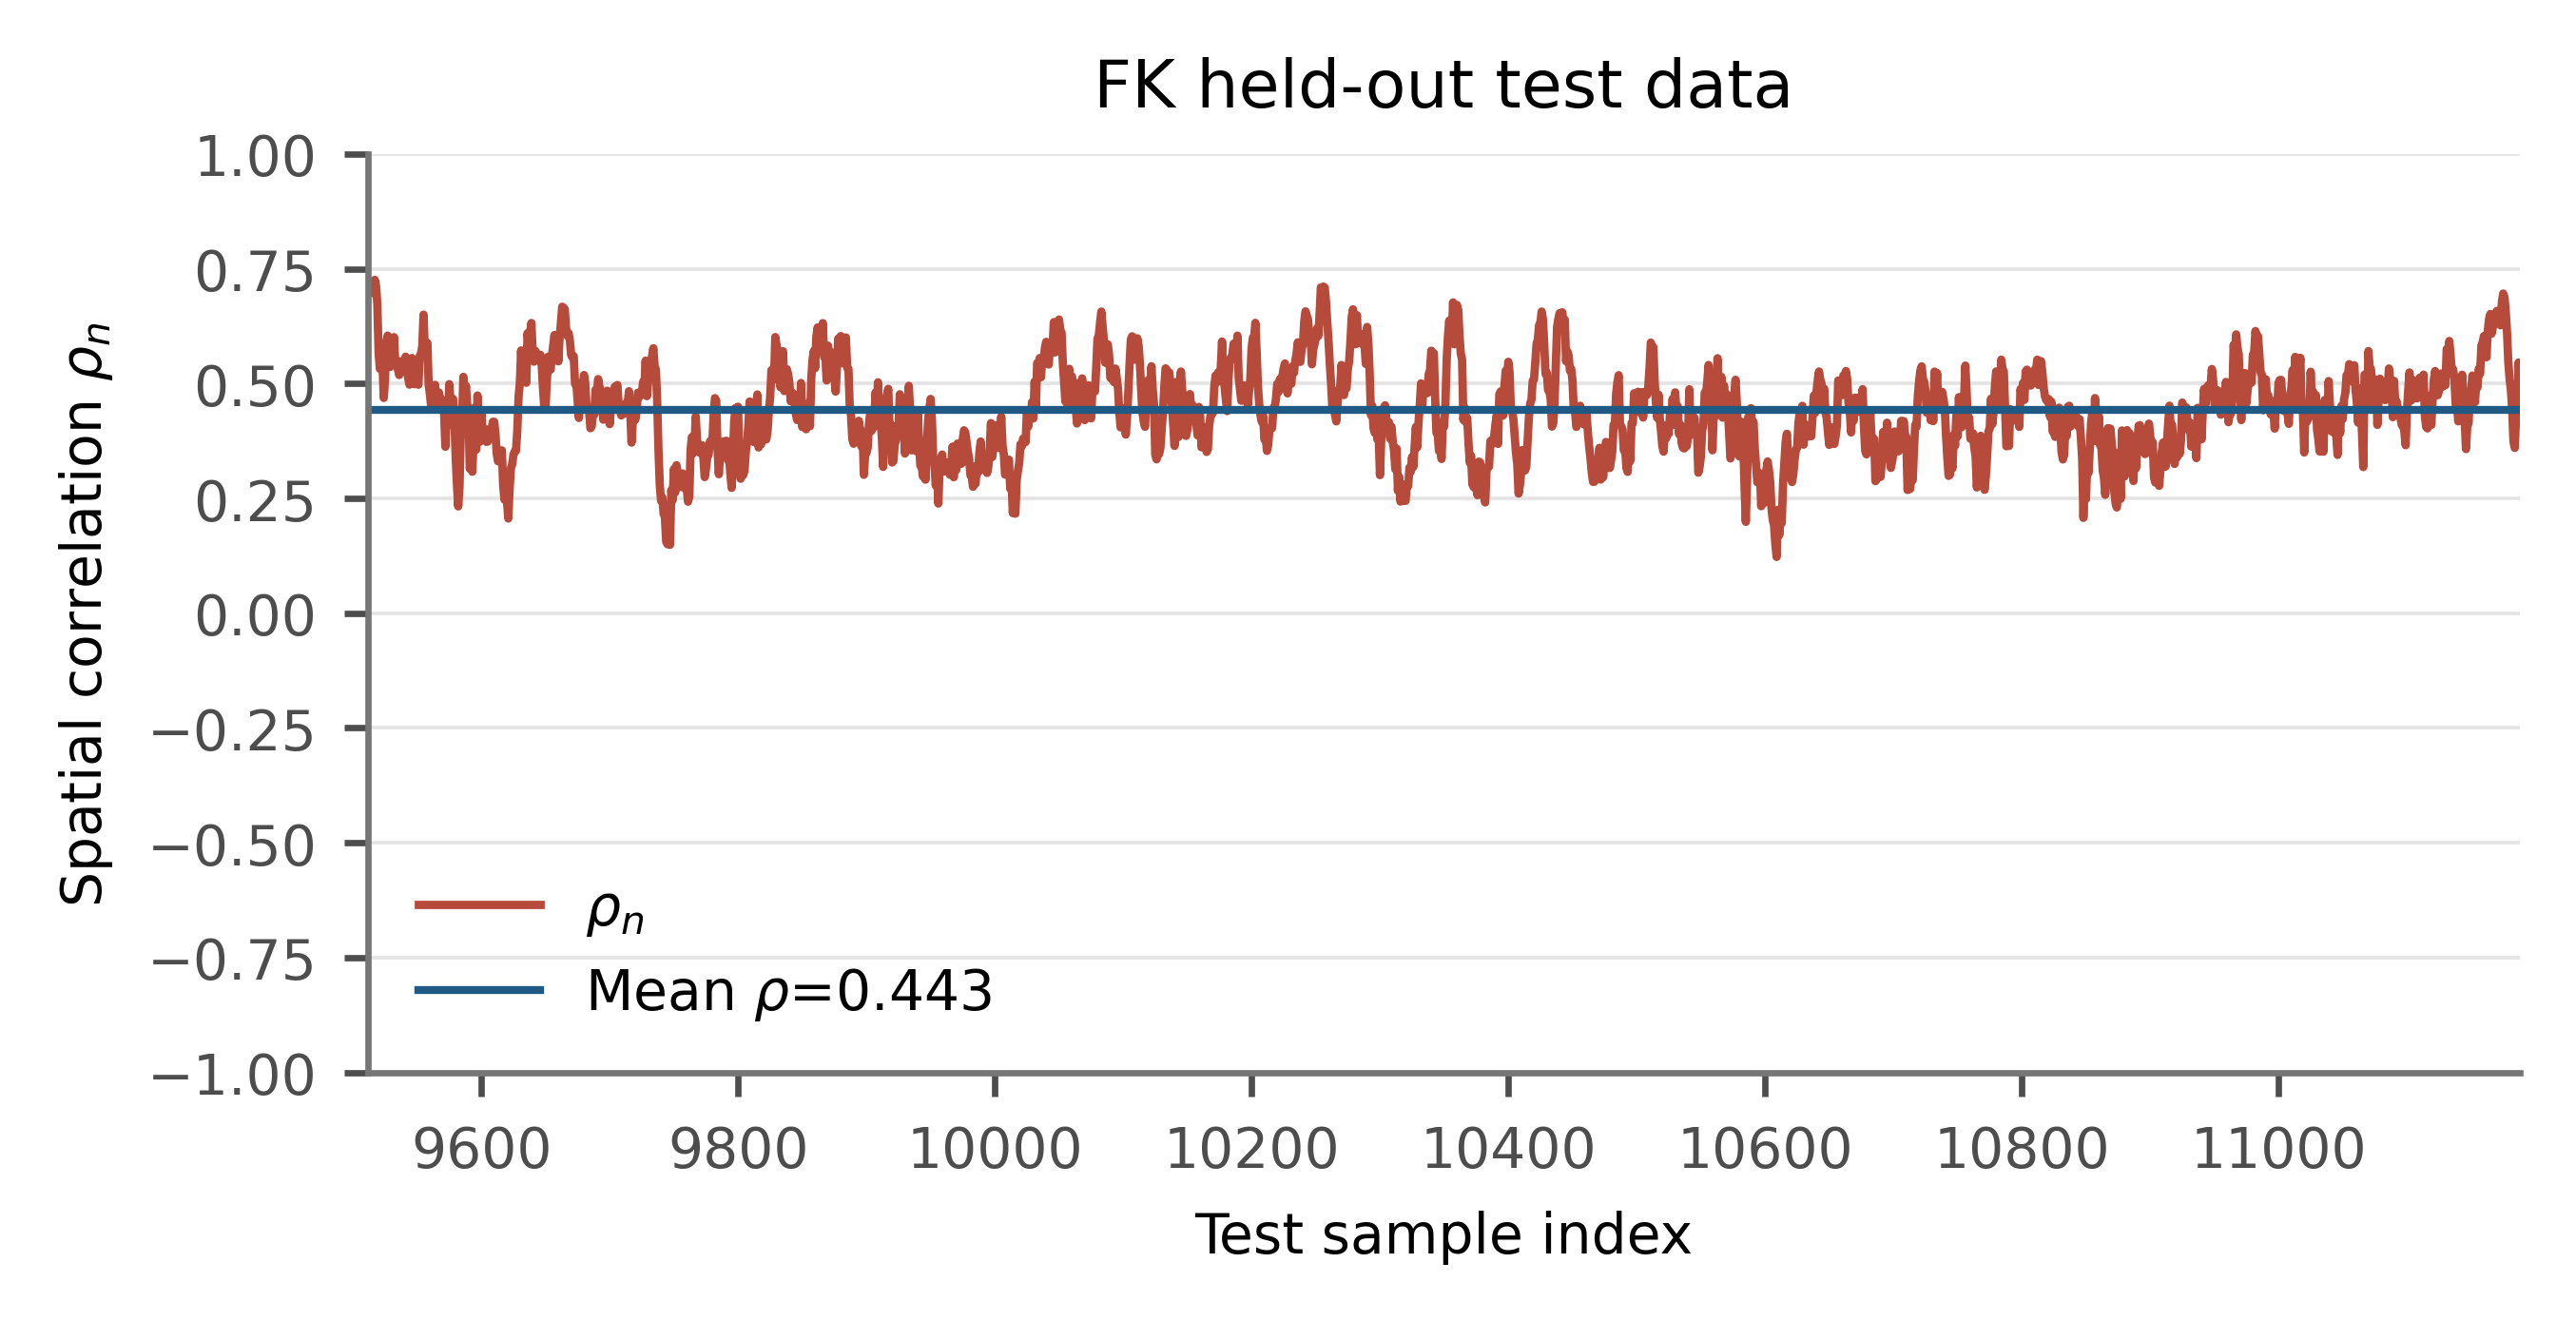 FK held-out test data
1.00
0.75
0.50
0.25
0.00
−0.25
−0.50
−0.75
−1.00
Spatial correlation ρₙ
ρₙ
Mean ρ=0.443
9600 9800 10000 10200 10400 10600 10800 11000
Test sample index